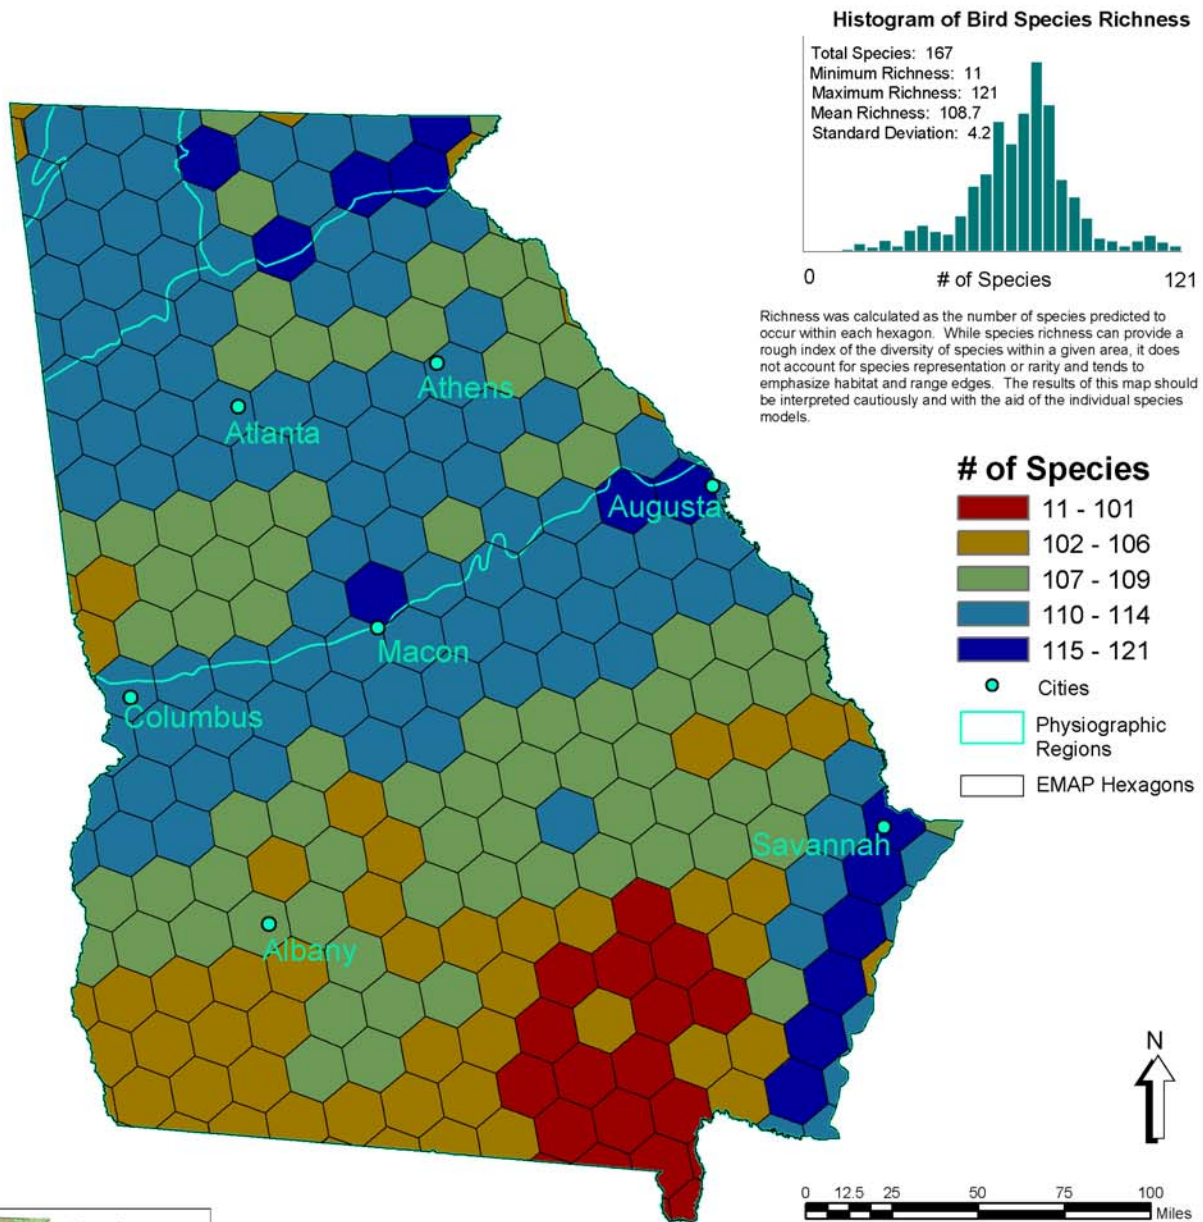 Histogram of Bird Species Richness
Total Species: 167
Minimum Richness: 11
Maximum Richness: 121
Mean Richness: 108.7
Standard Deviation: 4.2
0
# of Species
121
Richness was calculated as the number of species predicted to
occur within each hexagon. While species richness can provide a
rough index of the diversity of species within a given area, it does
not account for species representation or rarity and tends to
emphasize habitat and range edges. The results of this map should
be interpreted cautiously and with the aid of the individual species
models.
Athens
Atlanta
Augusta
Macon
Columbus
Savannah
Albany
# of Species
11 - 101
102 - 106
107 - 109
110 - 114
115 - 121
Cities
Physiographic
Regions
EMAP Hexagons
N
0 12.5 25 50 75 100
Miles